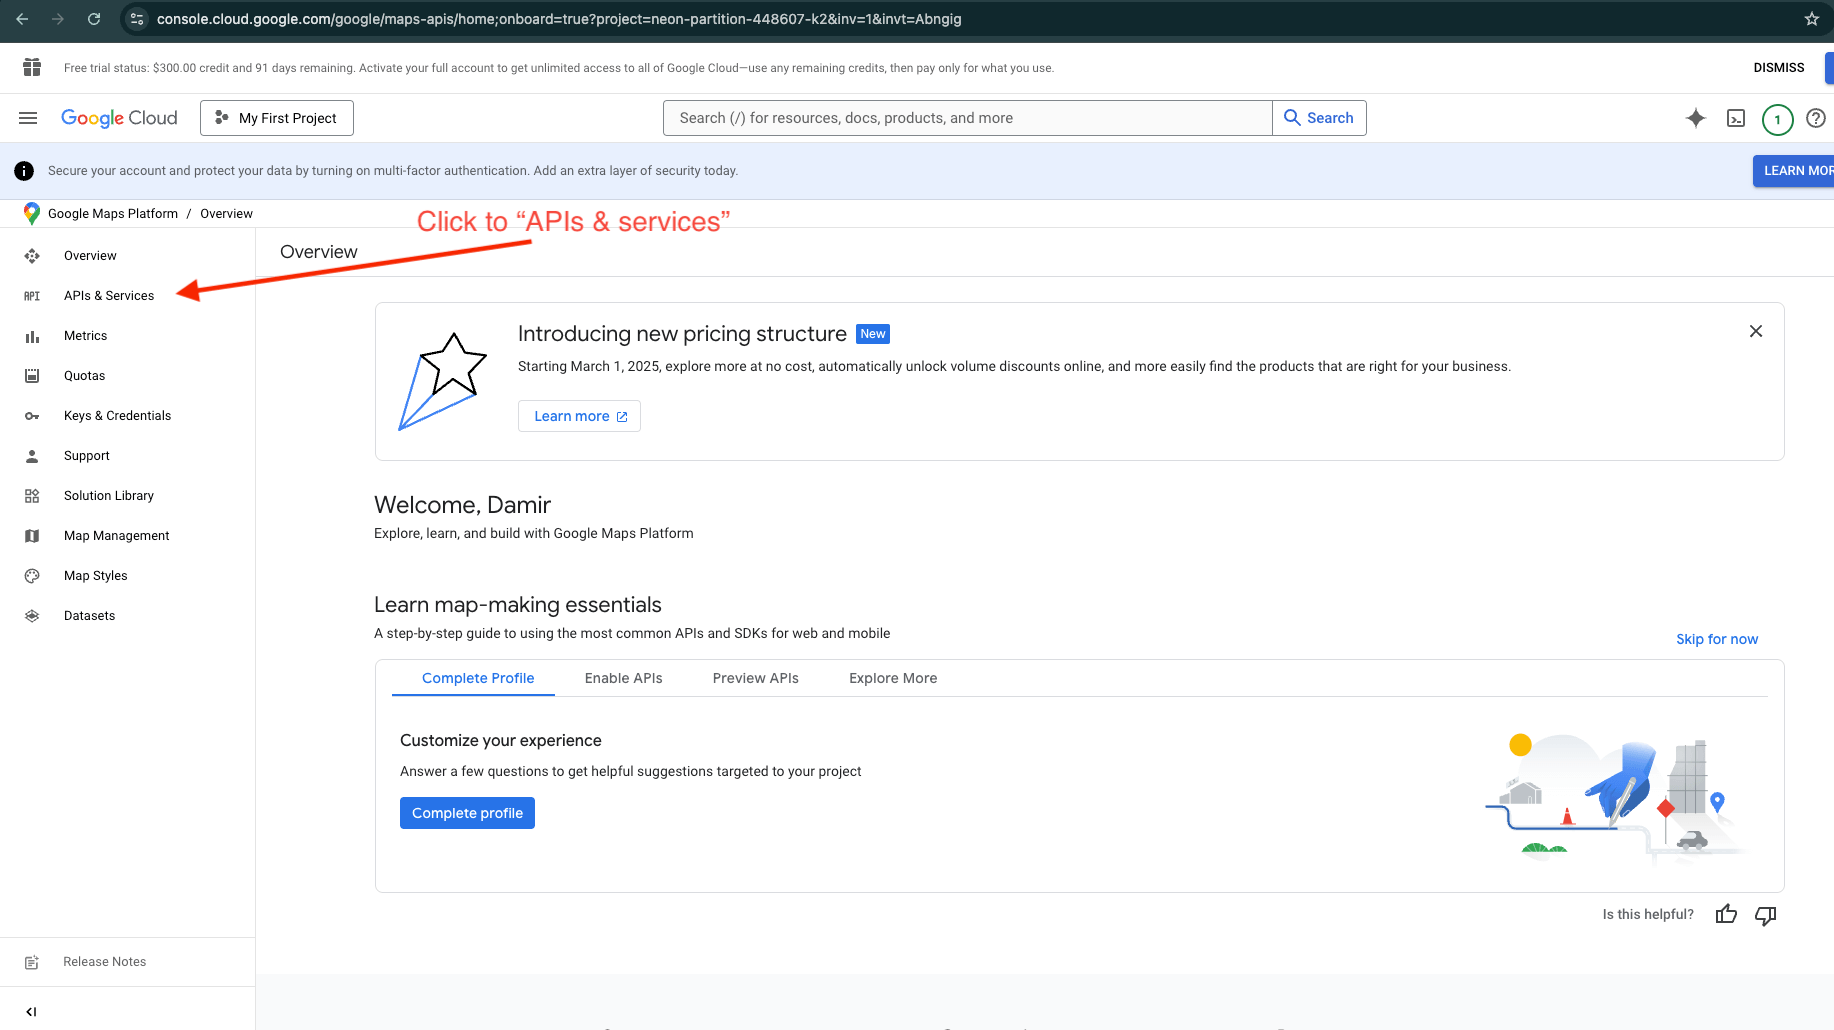 console.cloud.google.com/google/maps-apis/home;onboard=true?project=neon-partition-448607-k2&inv=1&invt=Abngig
Free trial status: $300.00 credit and 91 days remaining. Activate your full account to get unlimited access to all of Google Cloud—use any remaining credits, then pay only for what you use.
DISMISS
Google Cloud
My First Project
Search (/) for resources, docs, products, and more
Search
1
Secure your account and protect your data by turning on multi-factor authentication. Add an extra layer of security today.
LEARN MOR
Google Maps Platform / Overview
Click to “APIs & services”
Overview
API APIs & Services
Metrics
Quotas
Keys & Credentials
Support
Solution Library
Map Management
Map Styles
Datasets
Release Notes
Overview
Introducing new pricing structure New
Starting March 1, 2025, explore more at no cost, automatically unlock volume discounts online, and more easily find the products that are right for your business.
Learn more
Welcome, Damir
Explore, learn, and build with Google Maps Platform
Learn map-making essentials
A step-by-step guide to using the most common APIs and SDKs for web and mobile
Skip for now
Complete Profile
Enable APIs
Preview APIs
Explore More
Customize your experience
Answer a few questions to get helpful suggestions targeted to your project
Complete profile
Is this helpful?